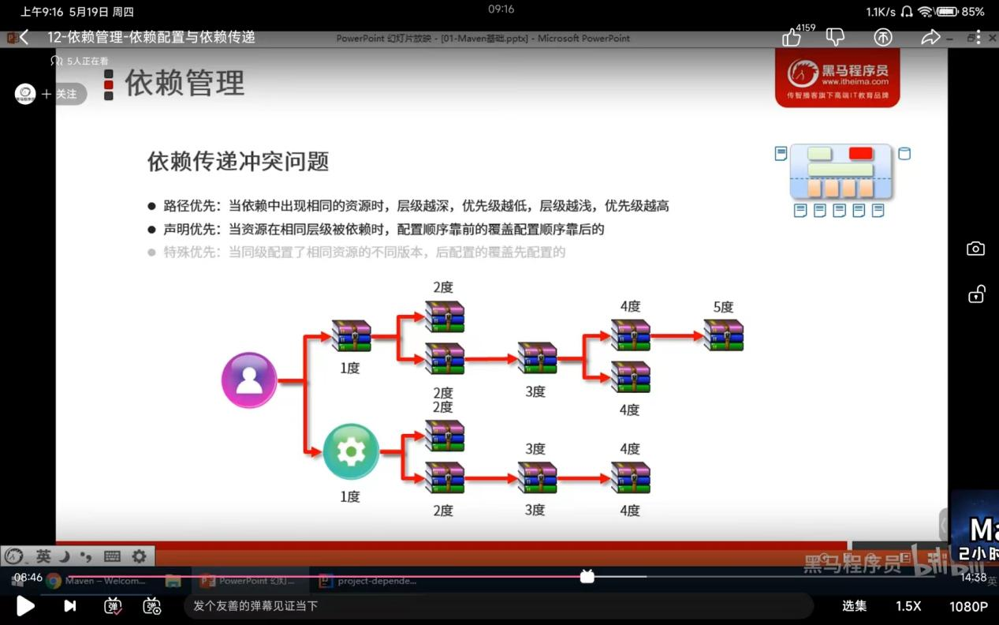 上午9:16 5月19日 周四
09:16
1.1K/s
85%
12-依赖管理-依赖配置与依赖传递
PowerPoint 幻灯片放映 - [01-Maven基础.pptx] - Microsoft PowerPoint
4159
5人正在看
+ 关注
依赖管理
黑马程序员
www.itheima.com
传智播客旗下高端IT教育品牌
依赖传递冲突问题
● 路径优先：当依赖中出现相同的资源时，层级越深，优先级越低，层级越浅，优先级越高
● 声明优先：当资源在相同层级被依赖时，配置顺序靠前的覆盖配置顺序靠后的
● 特殊优先：当同级配置了相同资源的不同版本，后配置的覆盖先配置的
2度
4度
5度
1度
2度
3度
4度
2度
3度
4度
1度
2度
3度
4度
英
Ma
2小时
黑马程序员 bilibili
08:46
Maven – Welcom...
PowerPoint 幻灯...
project-depende...
14:38
英
弹
弹
发个友善的弹幕见证当下
选集
1.5X
1080P